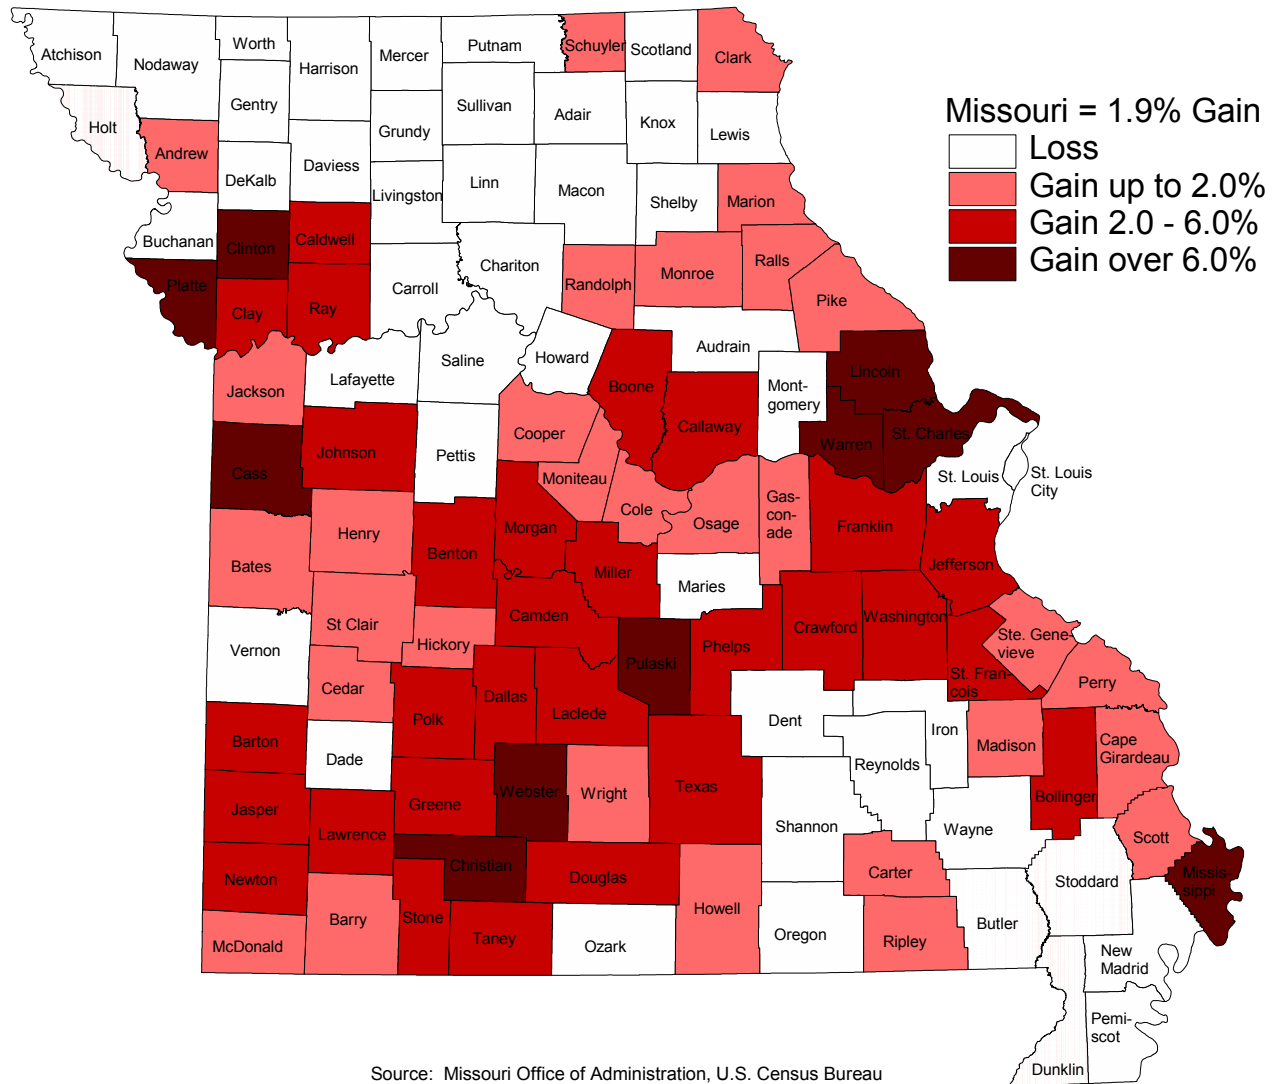 Missouri = 1.9% Gain
Loss
Gain up to 2.0%
Gain 2.0 - 6.0%
Gain over 6.0%
Atchison
Nodaway
Worth
Harrison
Mercer
Putnam
Schuyler
Scotland
Clark
Holt
Andrew
Gentry
DeKalb
Daviess
Grundy
Livingston
Sullivan
Linn
Adair
Macon
Knox
Shelby
Lewis
Marion
Buchanan
Clinton
Caldwell
Platte
Clay
Ray
Carroll
Chariton
Randolph
Monroe
Ralls
Pike
Audrain
Jackson
Lafayette
Saline
Howard
Boone
Callaway
Mont-
gomery
Lincoln
Warren
St. Charles
St. Louis
St. Louis
City
Cass
Johnson
Pettis
Cooper
Moniteau
Cole
Osage
Gas-
con-
ade
Franklin
Jefferson
Bates
Henry
Benton
Morgan
Miller
Maries
Vernon
St Clair
Hickory
Camden
Pulaski
Phelps
Crawford
Washington
St. Fran-
cois
Ste. Gene-
vieve
Perry
Cedar
Polk
Dallas
Laclede
Dent
Iron
Reynolds
Madison
Bollinger
Cape
Girardeau
Barton
Dade
Jasper
Lawrence
Greene
Webster
Wright
Texas
Shannon
Wayne
Scott
Missis-
sippi
Newton
Christian
Douglas
Howell
Carter
Stoddard
McDonald
Barry
Stone
Taney
Ozark
Oregon
Ripley
Butler
New
Madrid
Pemi-
scot
Dunklin
Source: Missouri Office of Administration, U.S. Census Bureau